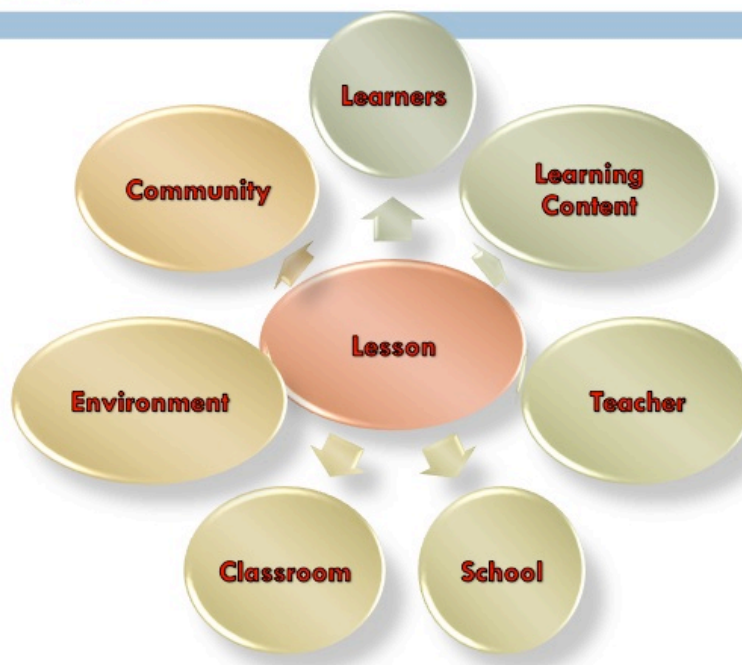 Learners
Community
Learning
Content
Lesson
Environment
Teacher
Classroom
School